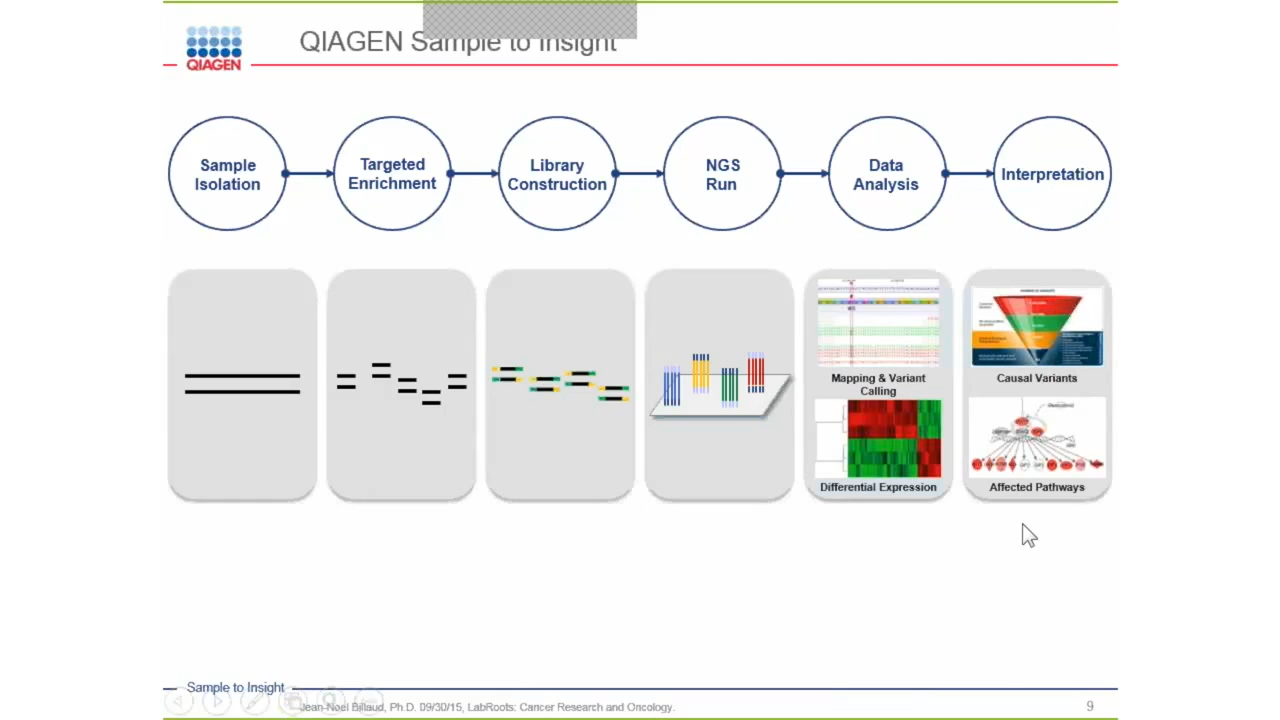 QIAGEN Sample to Insight
QIAGEN
Sample
Isolation
Targeted
Enrichment
Library
Construction
NGS
Run
Data
Analysis
Interpretation
Mapping & Variant
Calling
Differential Expression
Causal Variants
Affected Pathways
Sample to Insight
Jean-Noel Billaud, Ph.D. 09/30/15, LabRoots: Cancer Research and Oncology.
9